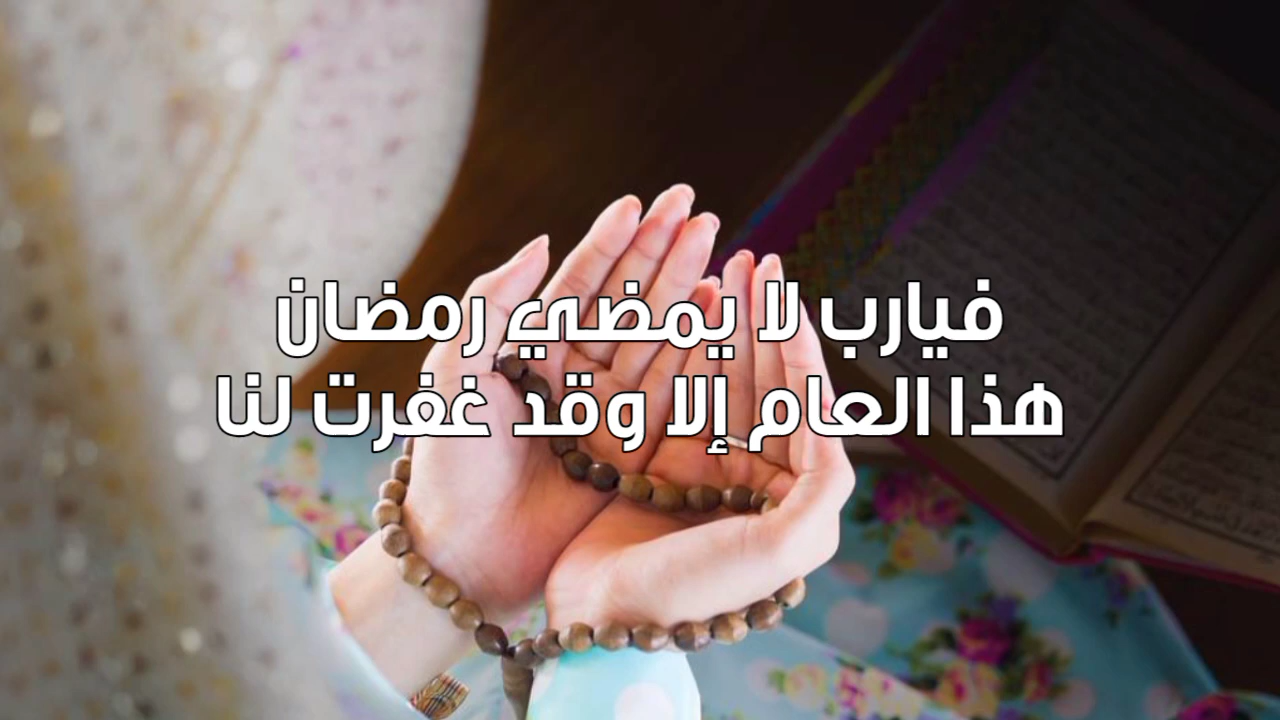 فيارب لا يمضي رمضان
هذا العام إلا وقد غفرت لنا